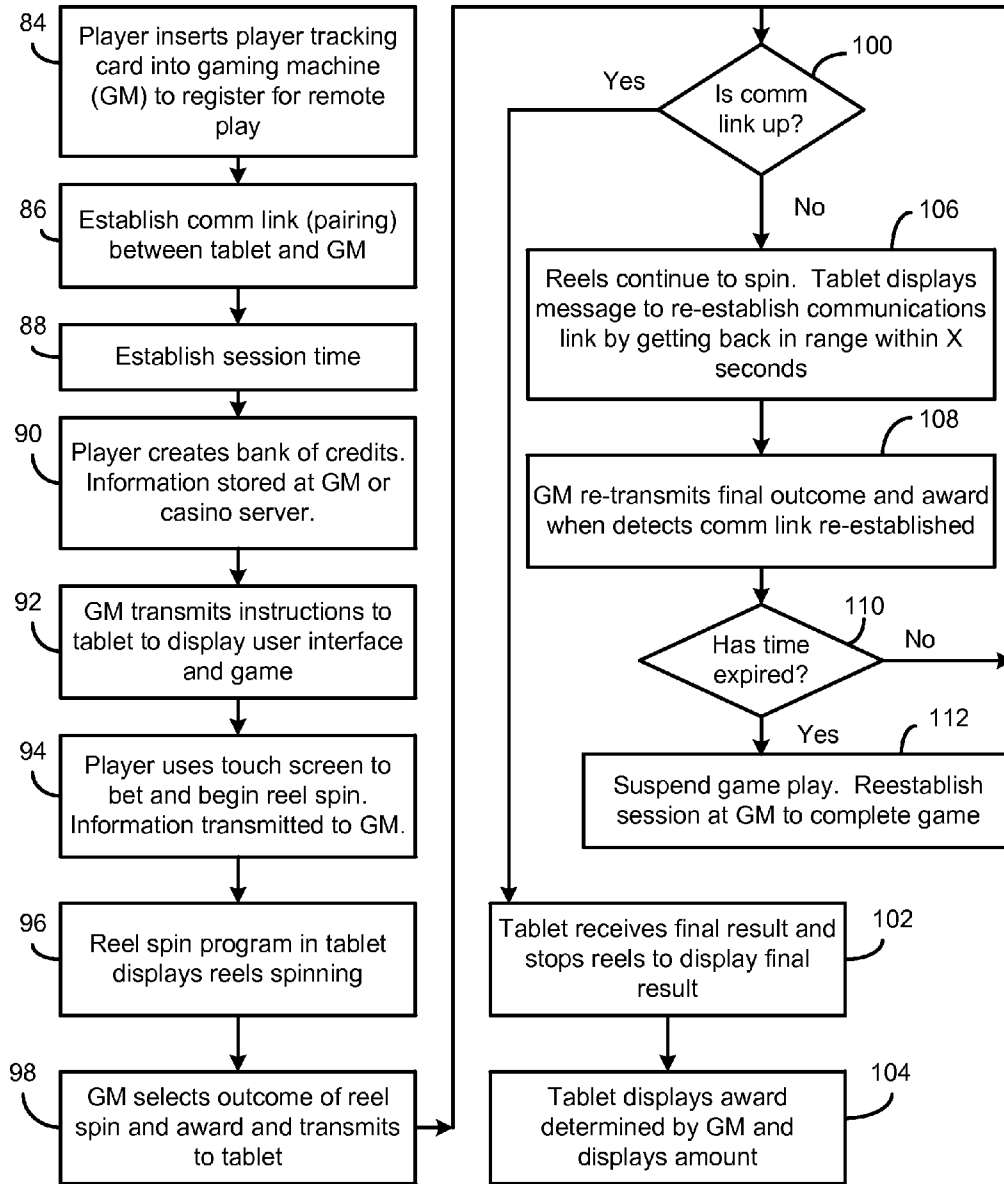 84
Player inserts player tracking
card into gaming machine
(GM) to register for remote
play
86
Establish comm link (pairing)
between tablet and GM
88
Establish session time
90
Player creates bank of credits.
Information stored at GM or
casino server.
92
GM transmits instructions to
tablet to display user interface
and game
94
Player uses touch screen to
bet and begin reel spin.
Information transmitted to GM.
96
Reel spin program in tablet
displays reels spinning
98
GM selects outcome of reel
spin and award and transmits
to tablet
100
Yes
Is comm
link up?
No
106
Reels continue to spin. Tablet displays
message to re-establish communications
link by getting back in range within X
seconds
108
GM re-transmits final outcome and award
when detects comm link re-established
110
Has time
expired?
No
Yes
112
Suspend game play. Reestablish
session at GM to complete game
102
Tablet receives final result and
stops reels to display final
result
104
Tablet displays award
determined by GM and
displays amount